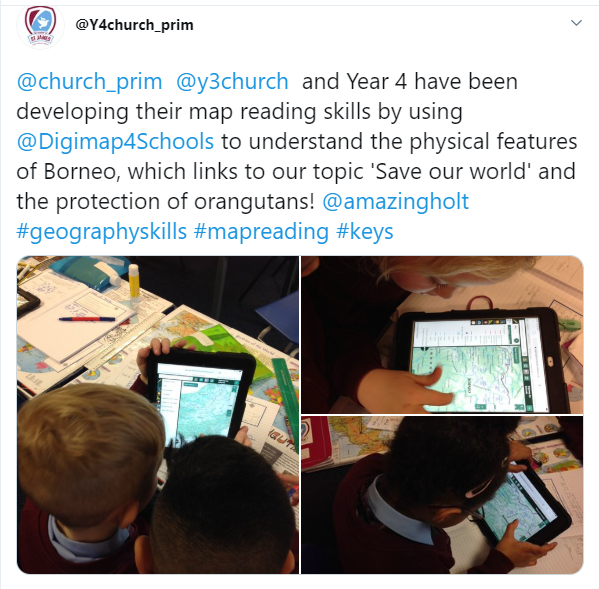 @Y4church_prim
@church_prim @y3church and Year 4 have been
developing their map reading skills by using
@Digimap4Schools to understand the physical features
of Borneo, which links to our topic 'Save our world' and
the protection of orangutans! @amazingholt
#geographyskills #mapreading #keys